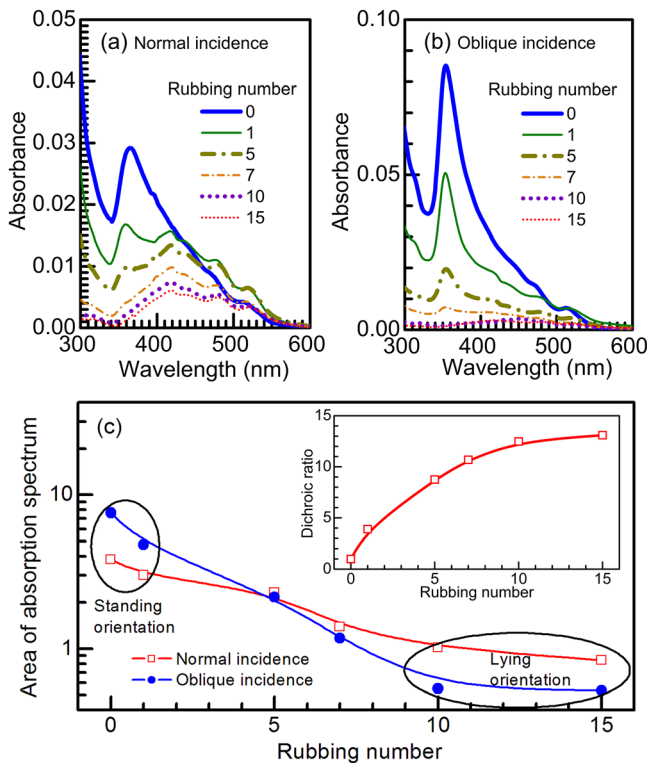 (a) Normal incidence
Rubbing number
0
1
5
7
10
15
0.05
0.04
0.03
0.02
0.01
0.00
Absorbance
300 400 500 600
Wavelength (nm)
(b) Oblique incidence
Rubbing number
0
1
5
7
10
15
0.10
0.05
0.00
Absorbance
300 400 500 600
Wavelength (nm)
(c)
Area of absorption spectrum
10
1
Standing
orientation
Normal incidence
Oblique incidence
Lying
orientation
0 5 10 15
Rubbing number
Dichroic ratio
15
10
5
0
0 5 10 15
Rubbing number